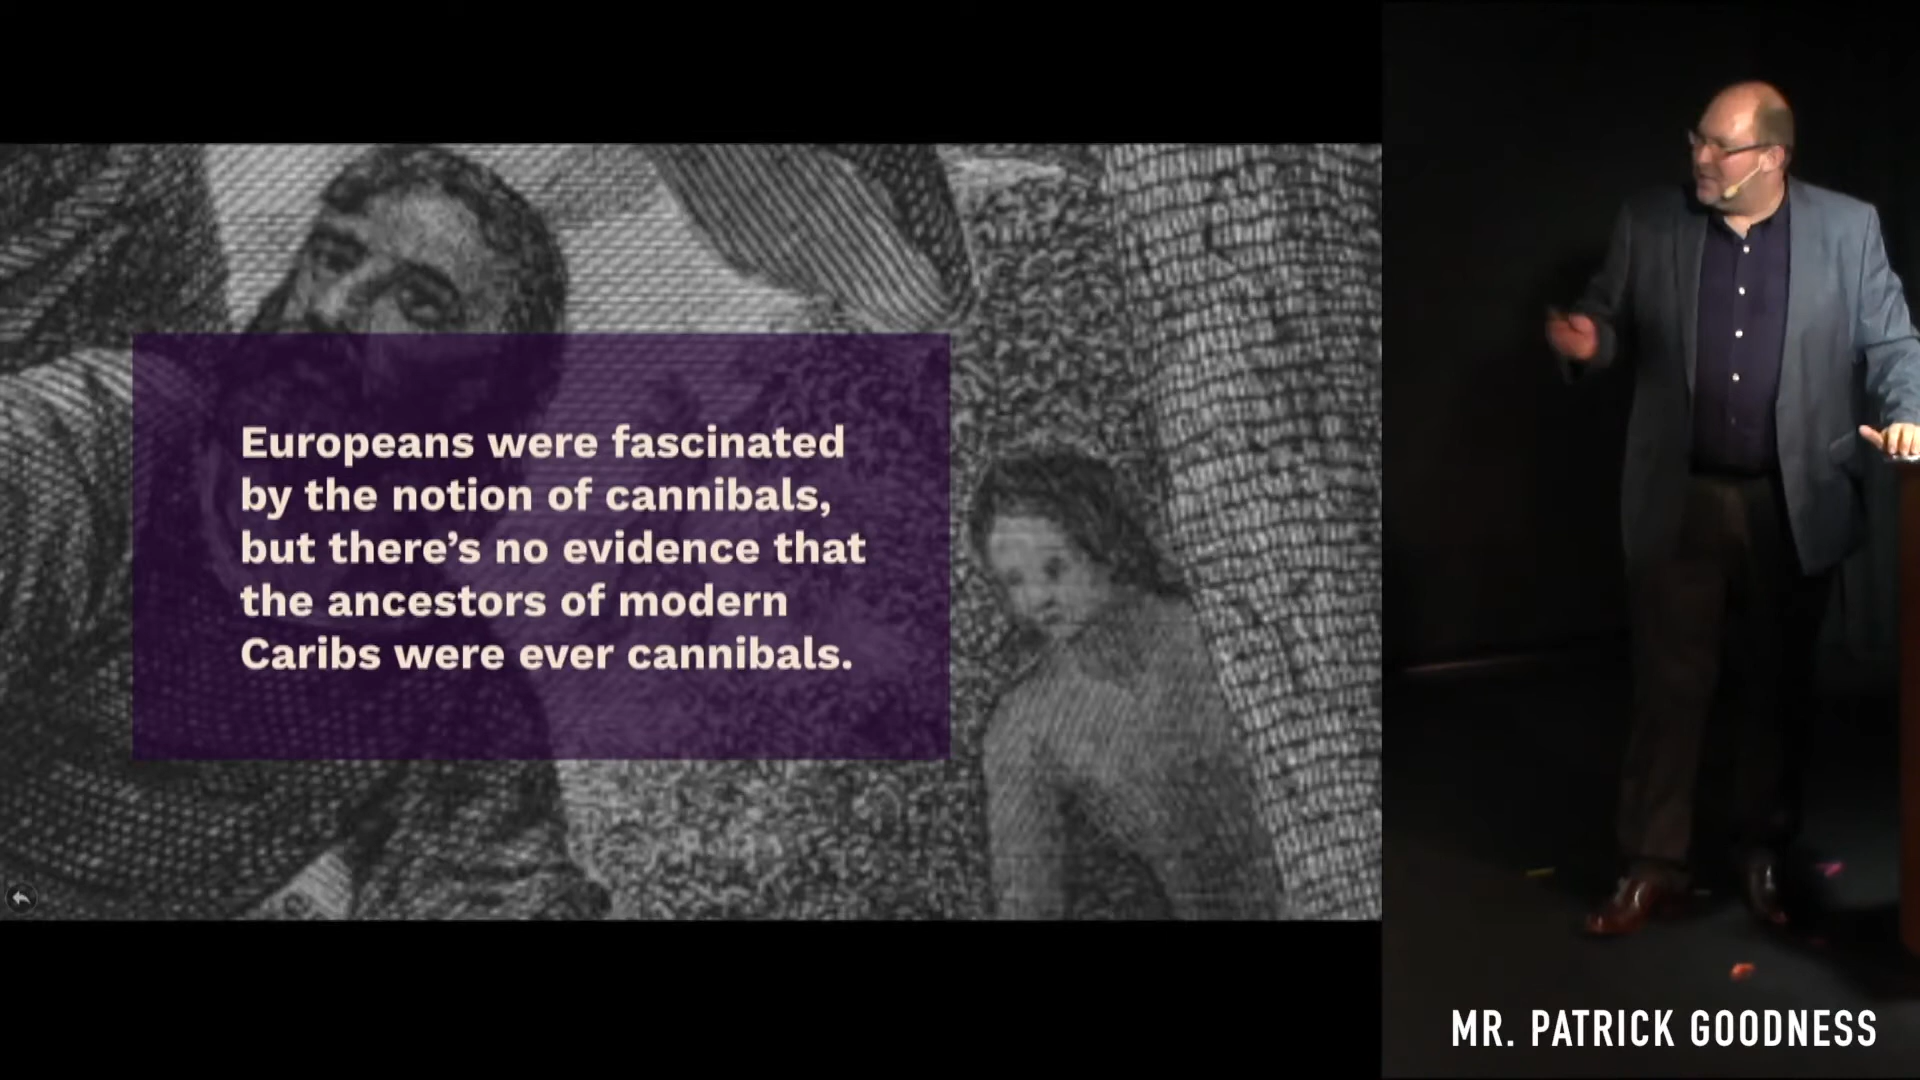 Europeans were fascinated
by the notion of cannibals,
but there’s no evidence that
the ancestors of modern
Caribs were ever cannibals.
MR. PATRICK GOODNESS